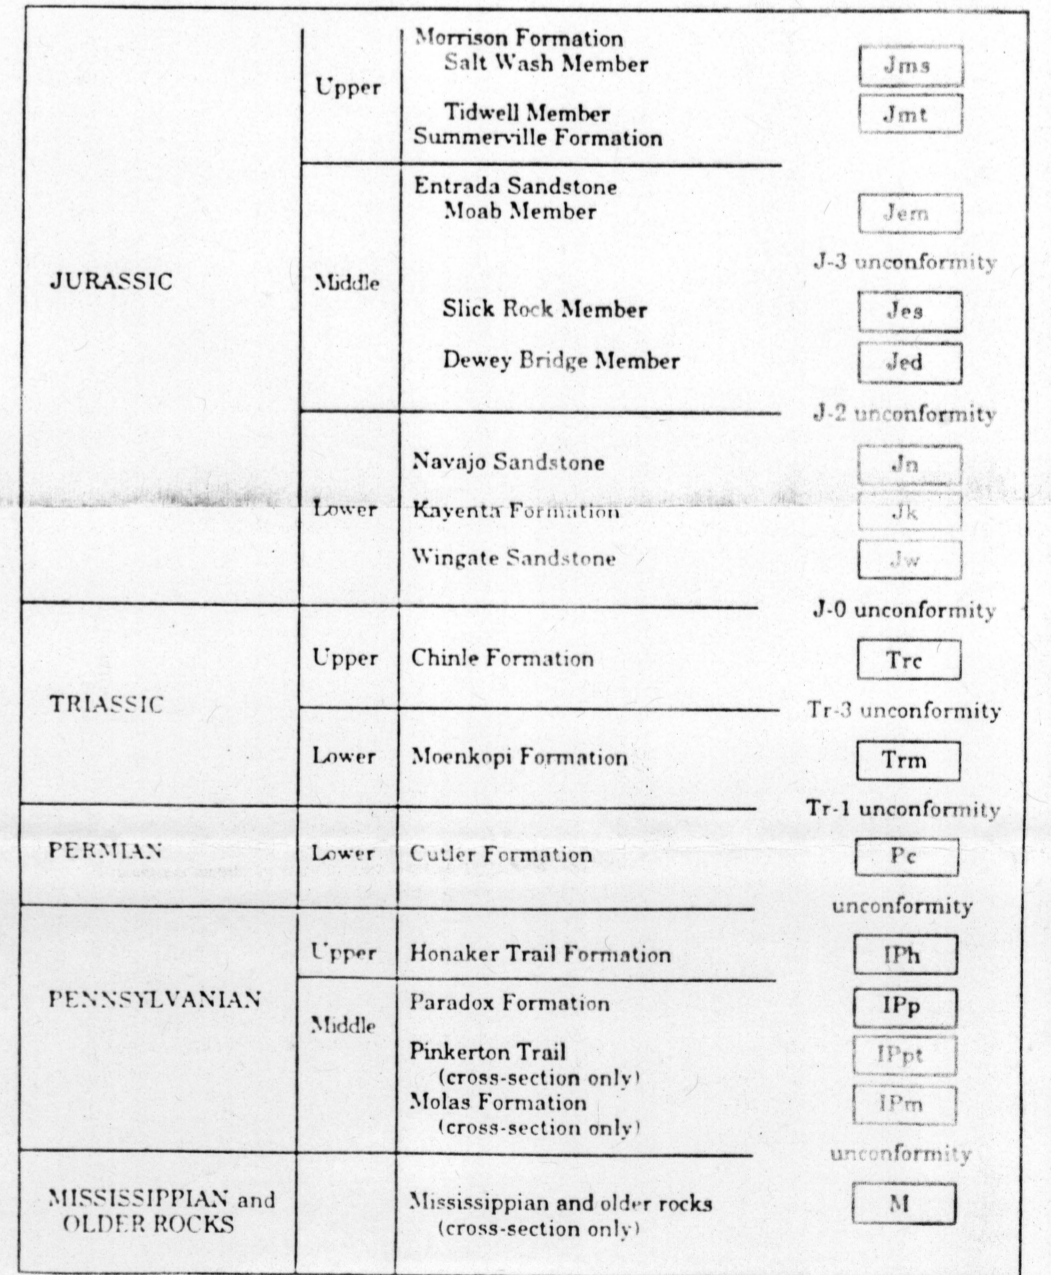 Morrison Formation
Salt Wash Member Jms
Upper
Tidwell Member Jmt
Summerville Formation
Entrada Sandstone
Moab Member Jem
J-3 unconformity
JURASSIC Middle
Slick Rock Member Jes
Dewey Bridge Member Jed
J-2 unconformity
Navajo Sandstone Jn
Lower Kayenta Formation Jk
Wingate Sandstone Jw
J-0 unconformity
Upper Chinle Formation Trc
TRIASSIC
Tr-3 unconformity
Lower Moenkopi Formation Trm
Tr-1 unconformity
PERMIAN Lower Cutler Formation Pc
unconformity
Upper Honaker Trail Formation IPh
PENNSYLVANIAN Paradox Formation IPp
Middle
Pinkerton Trail IPpt
(cross-section only)
Molas Formation IPm
(cross-section only)
unconformity
MISSISSIPPIAN and Mississippian and older rocks M
OLDER ROCKS (cross-section only)